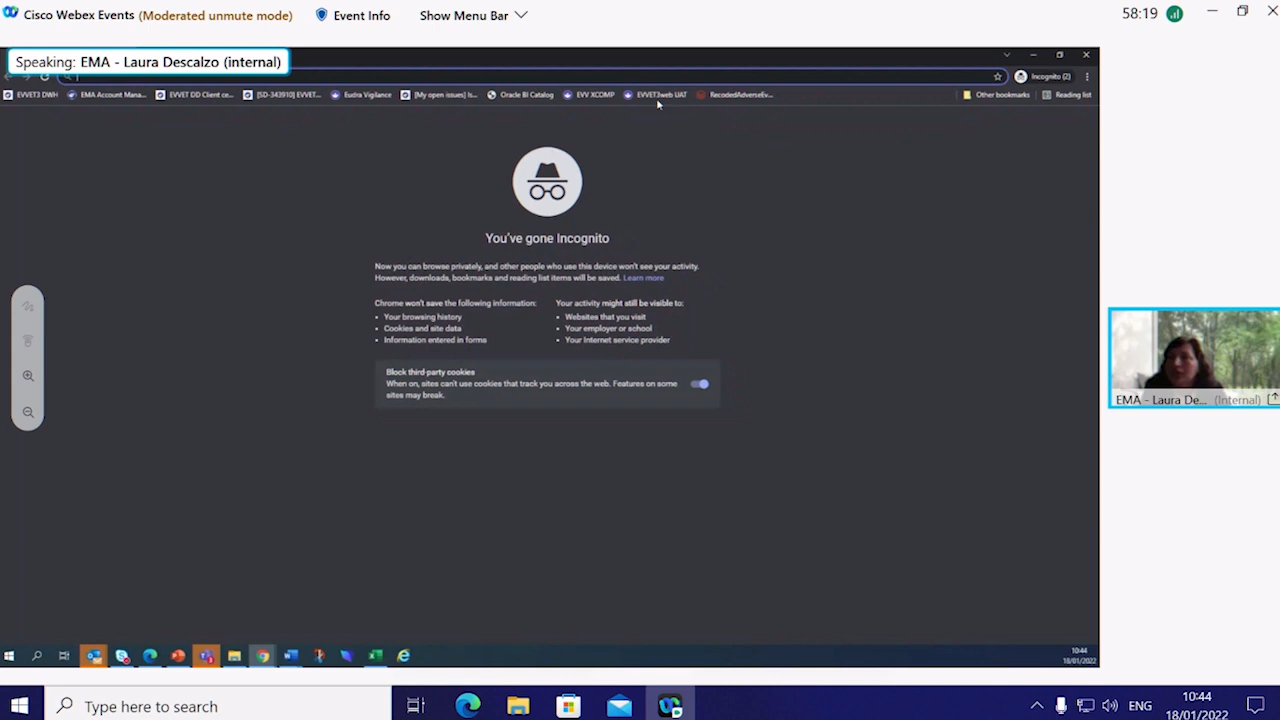 Cisco Webex Events (Moderated unmute mode) Event Info Show Menu Bar 58:19
Speaking: EMA - Laura Descalzo (internal)
Incognito (2)
EVVET3 DWH EMA Account Mana... EVVET DD Client ce... [SD-343910] EVVET... Eudra Vigilance [My open issues] Is... Oracle BI Catalog EVV XCOMP EVVET3web UAT RecodedAdverseEv... Other bookmarks Reading list
You've gone Incognito
Now you can browse privately, and other people who use this device won't see your activity.
However, downloads, bookmarks and reading list items will be saved. Learn more
Chrome won't save the following information:
• Your browsing history
• Cookies and site data
• Information entered in forms
Your activity might still be visible to:
• Websites that you visit
• Your employer or school
• Your Internet service provider
Block third-party cookies
When on, sites can't use cookies that track you across the web. Features on some
sites may break.
EMA - Laura De... (Internal)
10:44
18/01/2022
Type here to search
ENG
10:44
18/01/2022